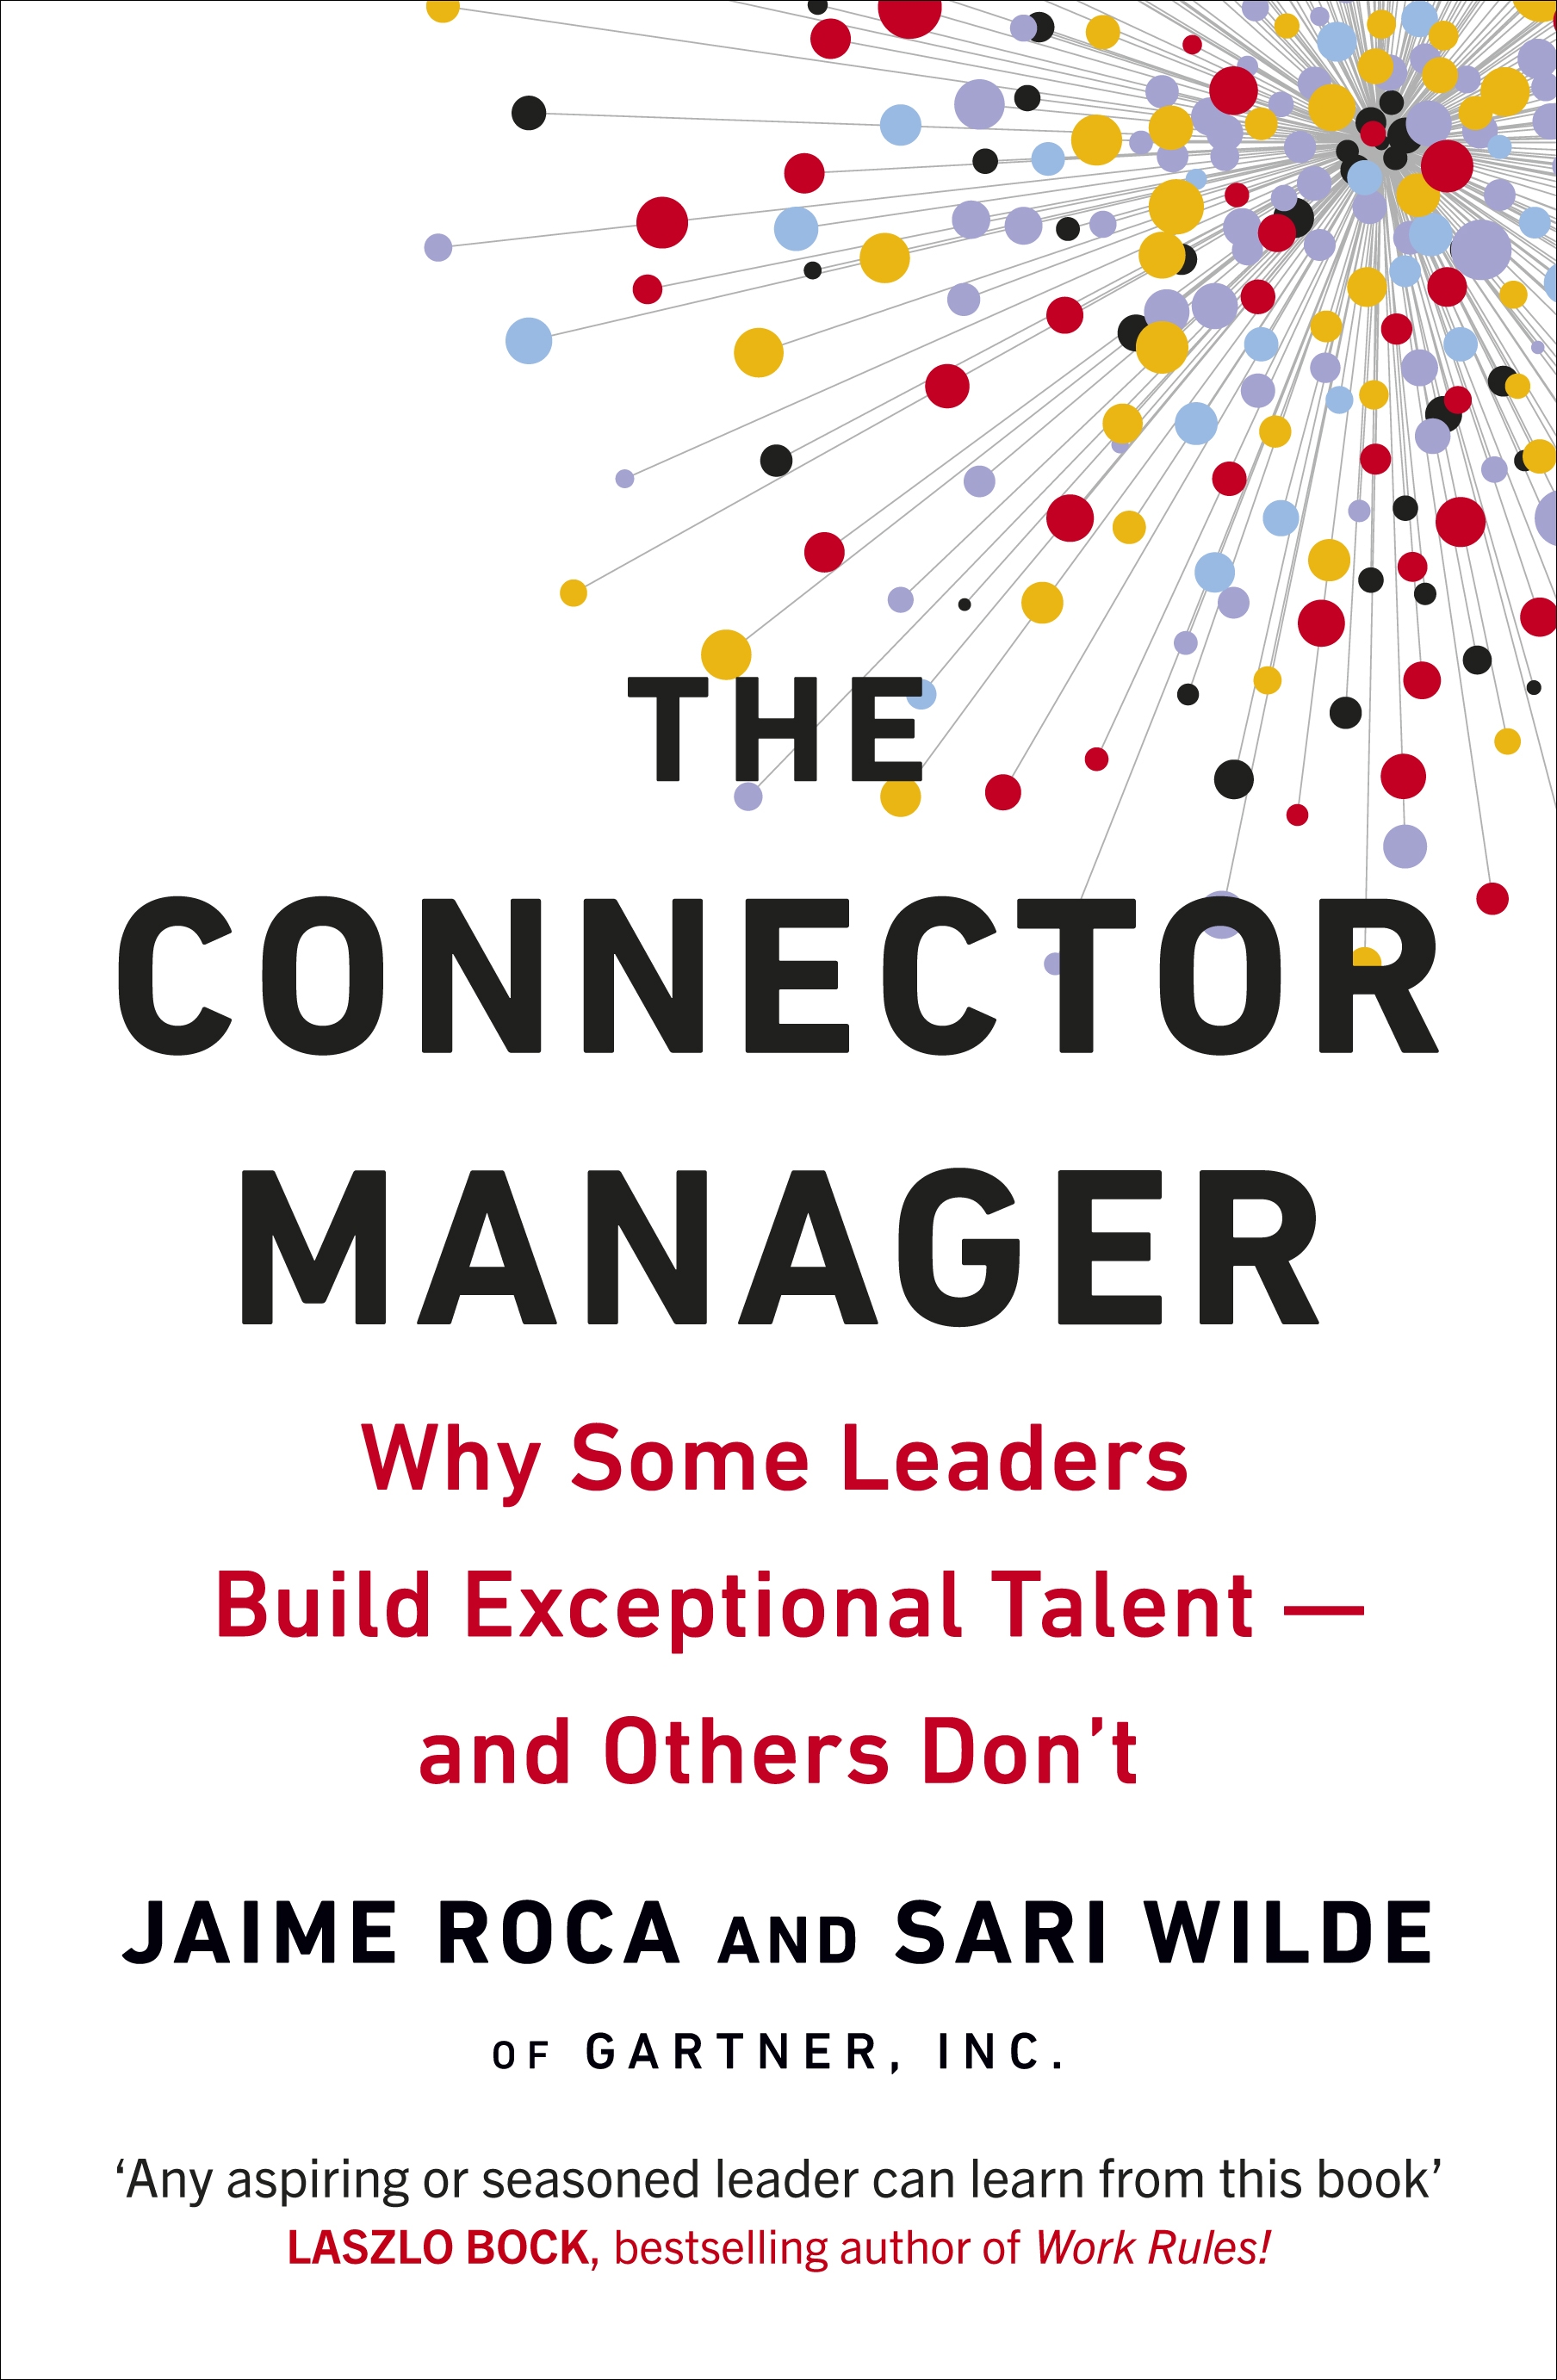 THE
CONNECTOR
MANAGER
Why Some Leaders
Build Exceptional Talent —
and Others Don’t
JAIME ROCA AND SARI WILDE
OF GARTNER, INC.
‘Any aspiring or seasoned leader can learn from this book’
LASZLO BOCK, bestselling author of Work Rules!